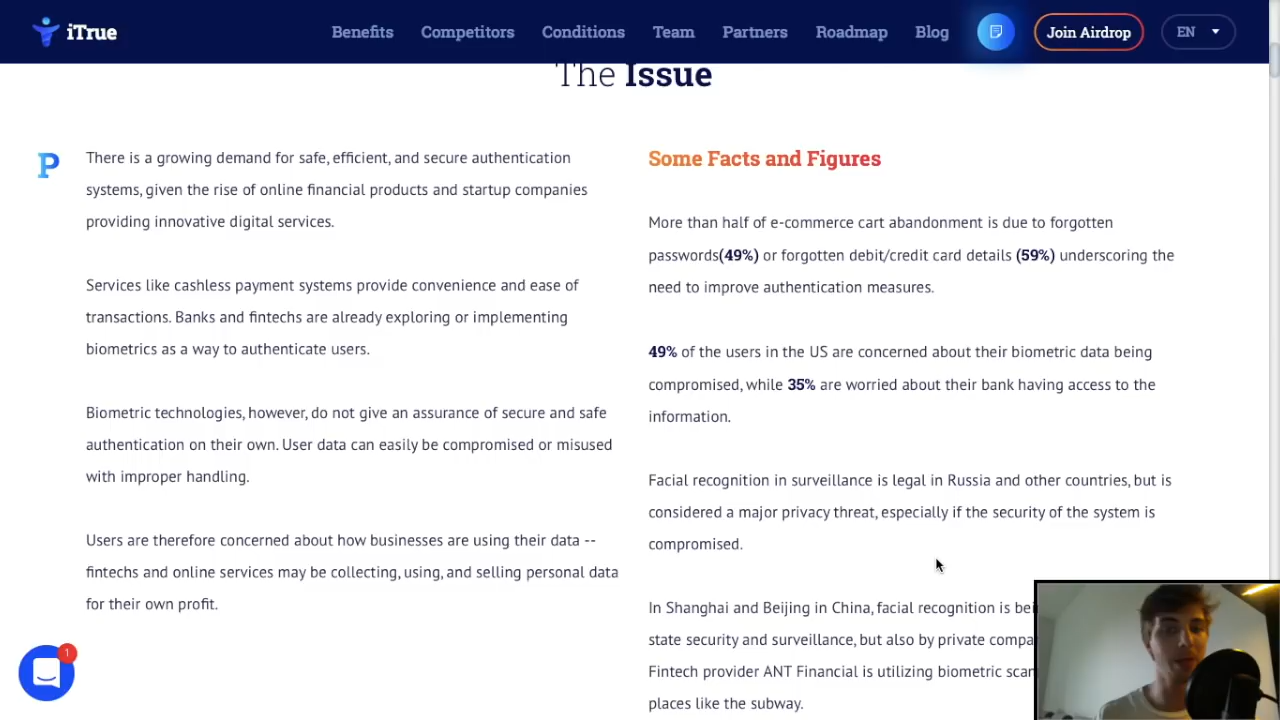 iTrue
Benefits
Competitors
Conditions
Team
Partners
Roadmap
Blog
Join Airdrop
EN
The Issue
P
There is a growing demand for safe, efficient, and secure authentication
systems, given the rise of online financial products and startup companies
providing innovative digital services.
Services like cashless payment systems provide convenience and ease of
transactions. Banks and fintechs are already exploring or implementing
biometrics as a way to authenticate users.
Biometric technologies, however, do not give an assurance of secure and safe
authentication on their own. User data can easily be compromised or misused
with improper handling.
Users are therefore concerned about how businesses are using their data --
fintechs and online services may be collecting, using, and selling personal data
for their own profit.
1
Some Facts and Figures
More than half of e-commerce cart abandonment is due to forgotten
passwords(49%) or forgotten debit/credit card details (59%) underscoring the
need to improve authentication measures.
49% of the users in the US are concerned about their biometric data being
compromised, while 35% are worried about their bank having access to the
information.
Facial recognition in surveillance is legal in Russia and other countries, but is
considered a major privacy threat, especially if the security of the system is
compromised.
In Shanghai and Beijing in China, facial recognition is
state security and surveillance, but also by private
Fintech provider ANT Financial is utilizing biometric
places like the subway.